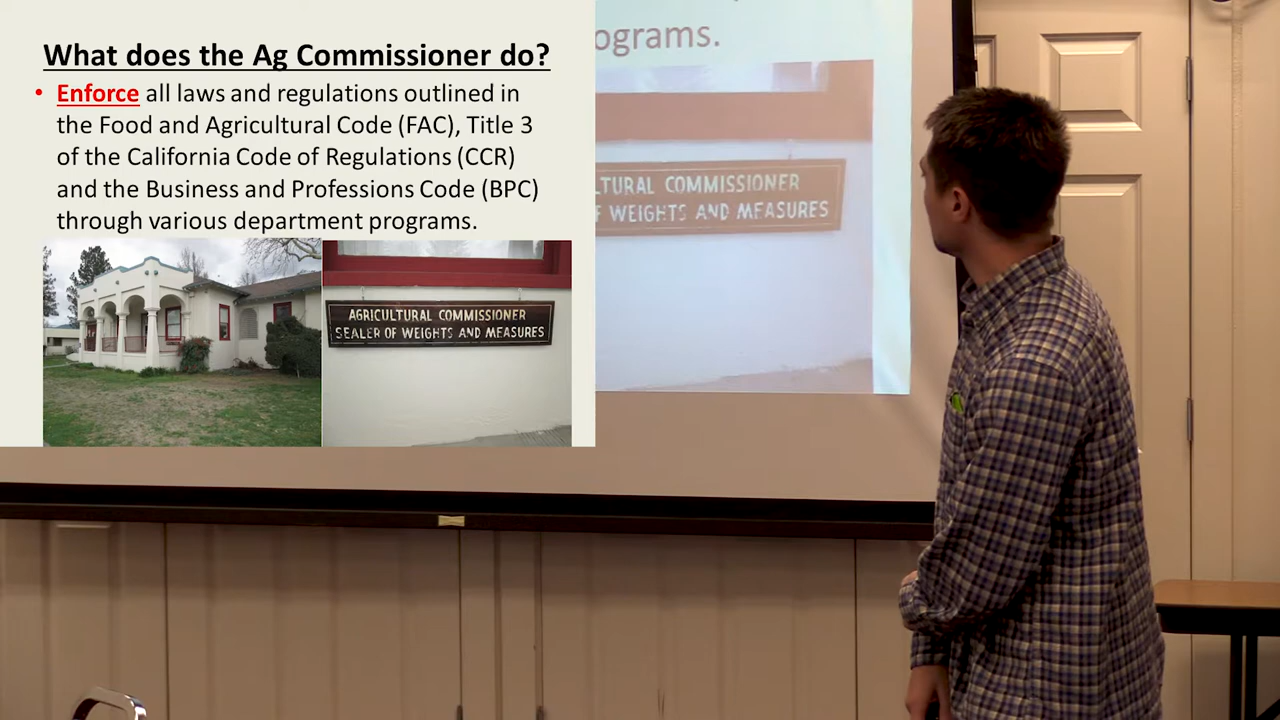 What does the Ag Commissioner do?
• Enforce all laws and regulations outlined in
the Food and Agricultural Code (FAC), Title 3
of the California Code of Regulations (CCR)
and the Business and Professions Code (BPC)
through various department programs.
AGRICULTURAL COMMISSIONER
SEALER OF WEIGHTS AND MEASURES
ograms.
LTURAL COMMISSIONER
F WEIGHTS AND MEASURES